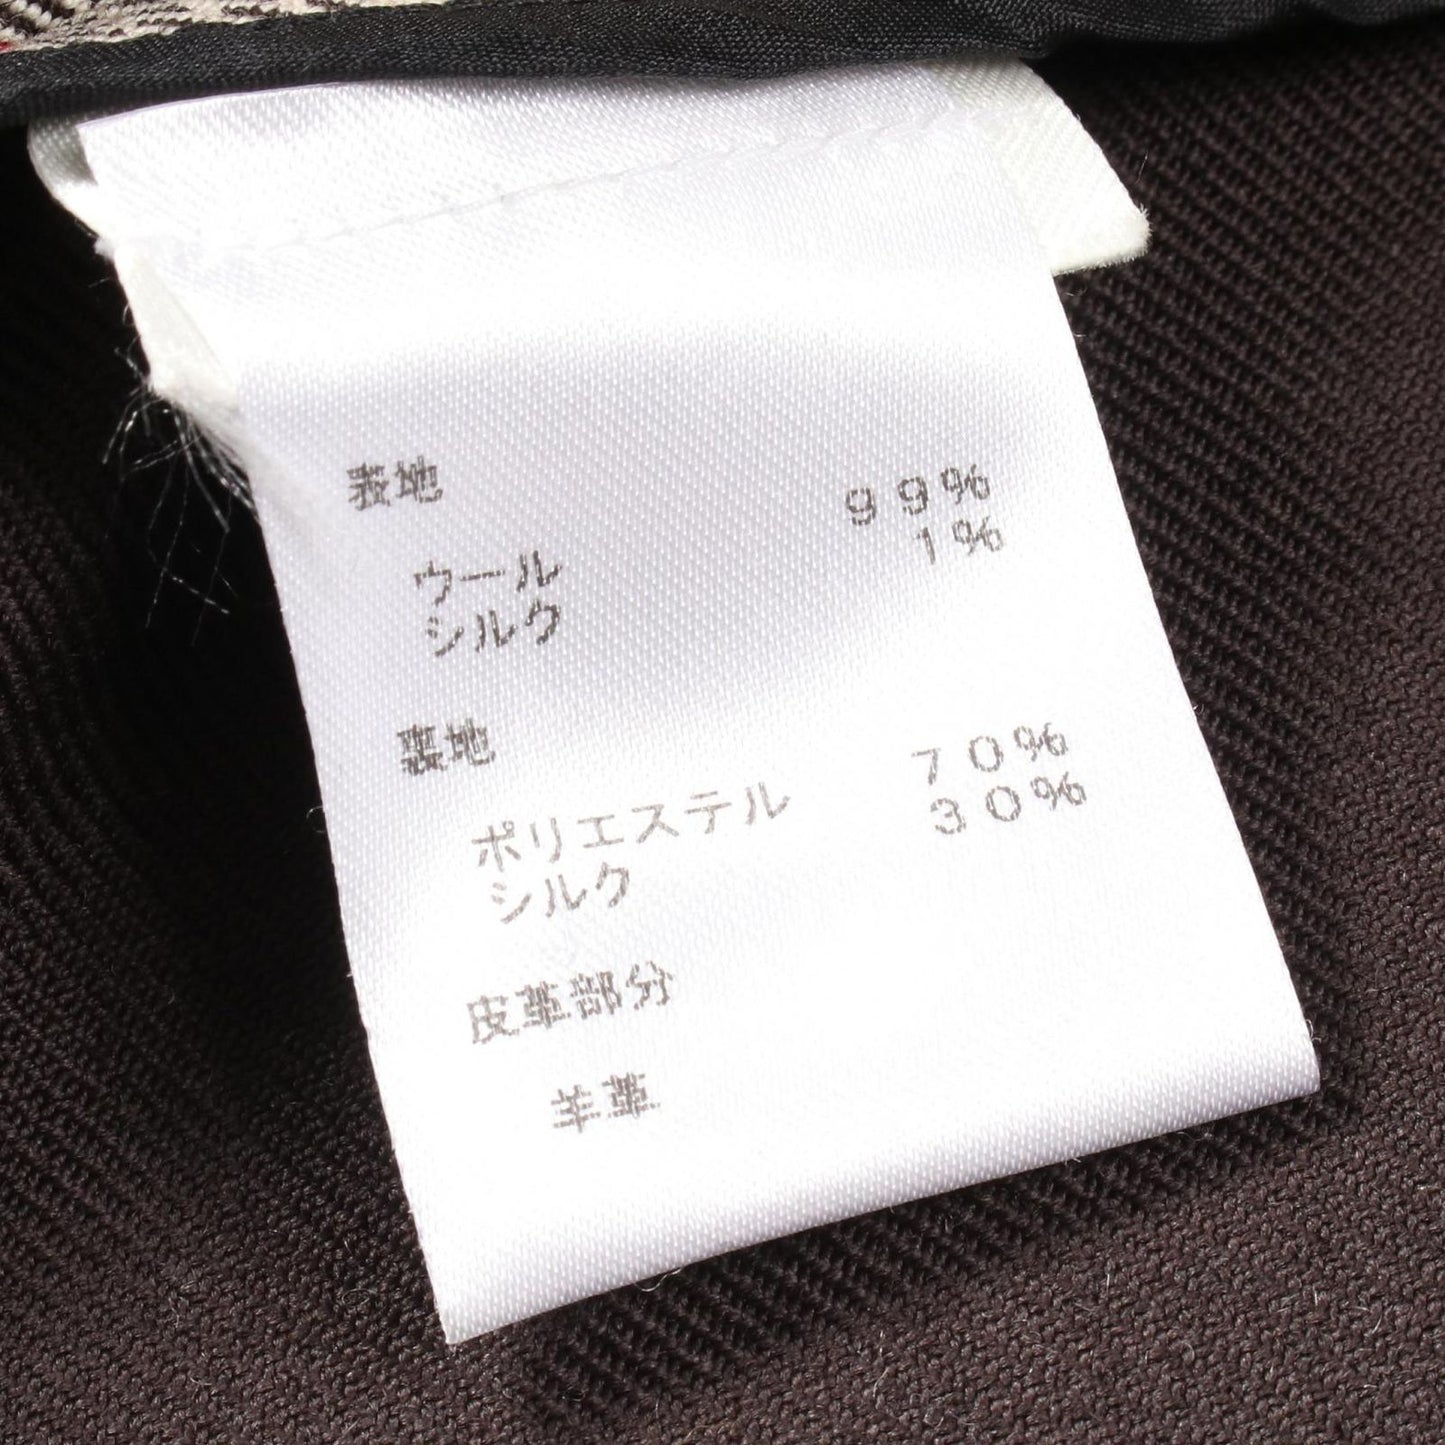 表地
ウール 99%
シルク 1%
裏地
ポリエステル 70%
シルク 30%
皮革部分
羊革